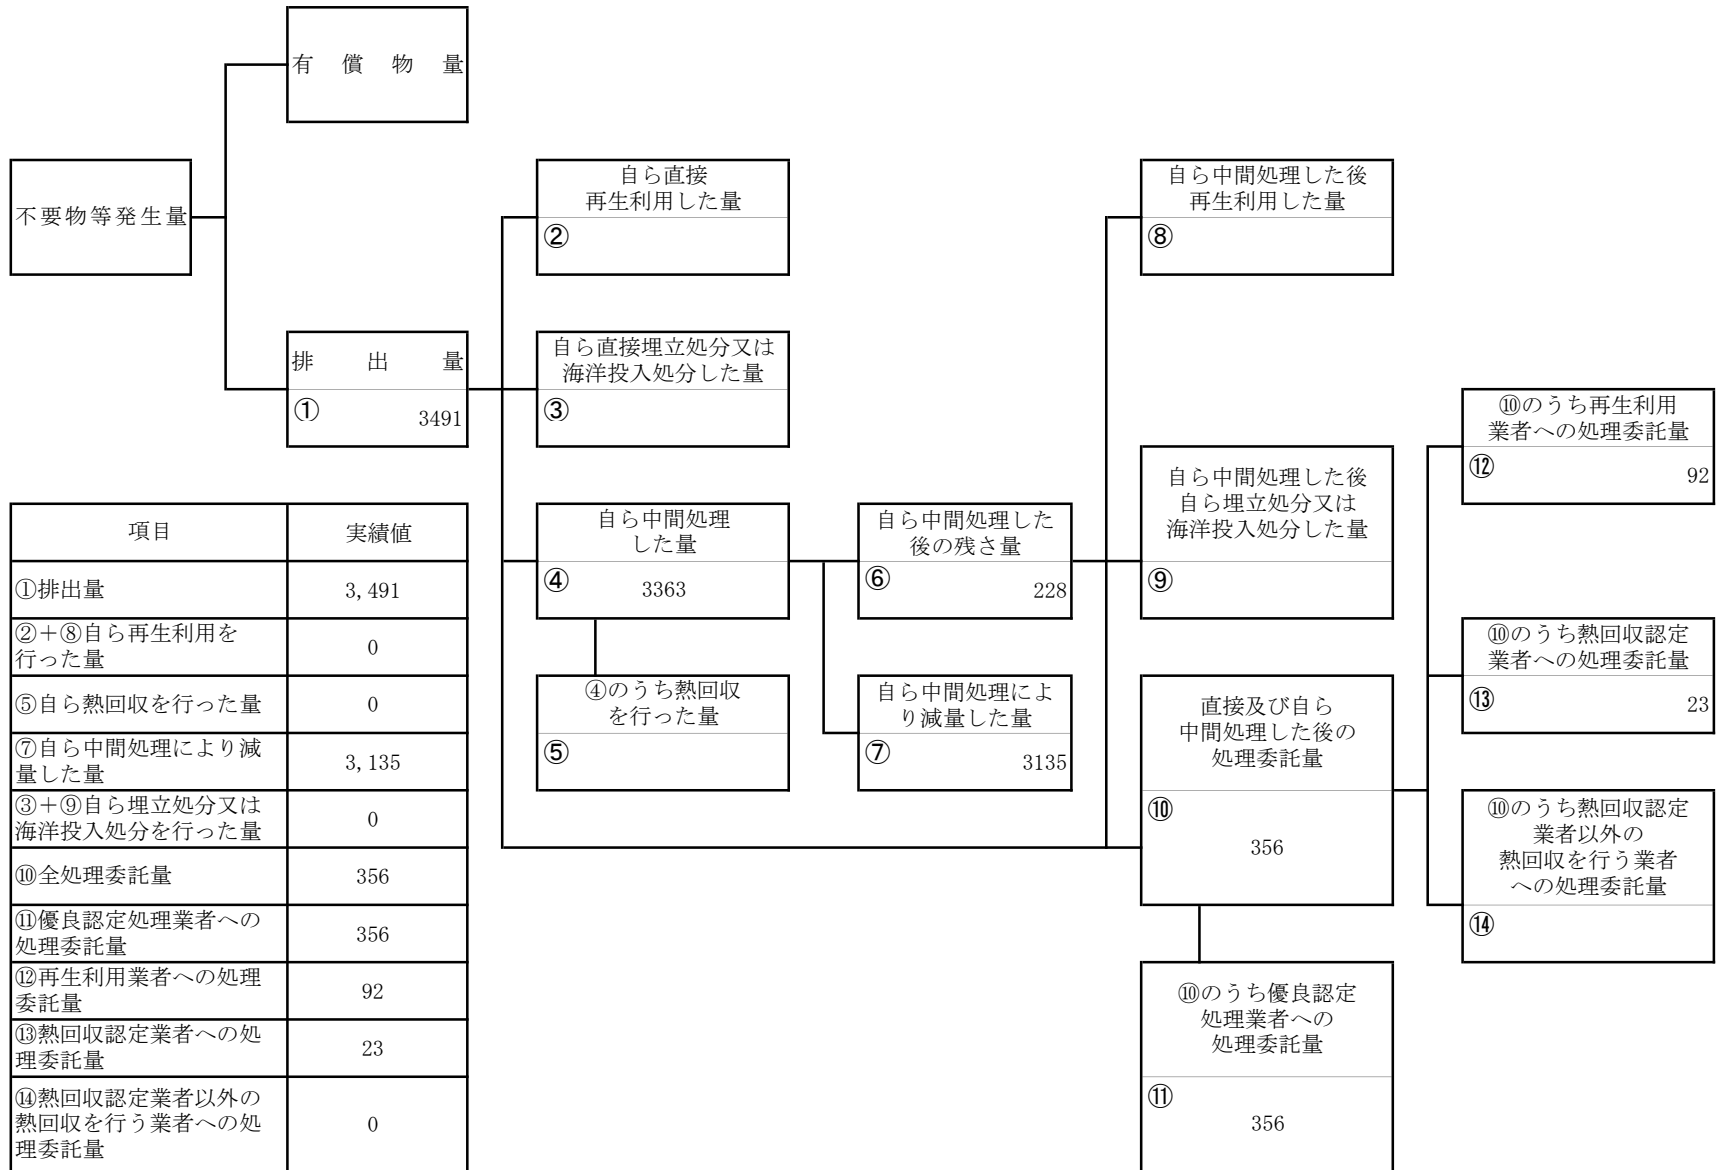 有償物量
不要物等発生量
排出量
①
3491
自ら直接
再生利用した量
②
自ら直接埋立処分又は
海洋投入処分した量
③
自ら中間処理
した量
④
3363
④のうち熱回収
を行った量
⑤
自ら中間処理した
後の残さ量
⑥
228
自ら中間処理によ
り減量した量
⑦
3135
自ら中間処理した後
再生利用した量
⑧
自ら中間処理した後
自ら埋立処分又は
海洋投入処分した量
⑨
直接及び自ら
中間処理した後の
処理委託量
⑩
356
⑩のうち優良認定
処理業者への
処理委託量
⑪
356
⑩のうち再生利用
業者への処理委託量
⑫
92
⑩のうち熱回収認定
業者への処理委託量
⑬
23
⑩のうち熱回収認定
業者以外の
熱回収を行う業者
への処理委託量
⑭
項目 実績値
①排出量 3,491
②+⑧自ら再生利用を
行った量 0
⑤自ら熱回収を行った量 0
⑦自ら中間処理により減
量した量 3,135
③+⑨自ら埋立処分又は
海洋投入処分を行った量 0
⑩全処理委託量 356
⑪優良認定処理業者への
処理委託量 356
⑫再生利用業者への処理
委託量 92
⑬熱回収認定業者への処
理委託量 23
⑭熱回収認定業者以外の
熱回収を行う業者への処 0
理委託量